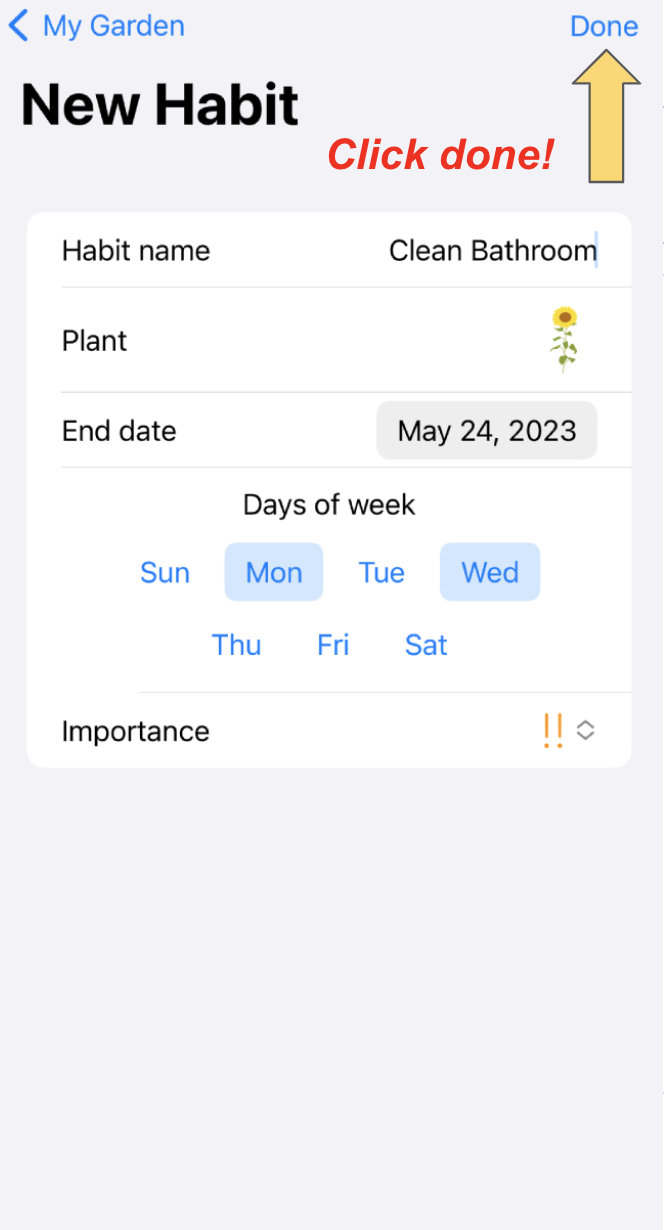 My Garden Done
New Habit
Click done!
Habit name Clean Bathroom
Plant
End date May 24, 2023
Days of week
Sun Mon Tue Wed
Thu Fri Sat
Importance !!